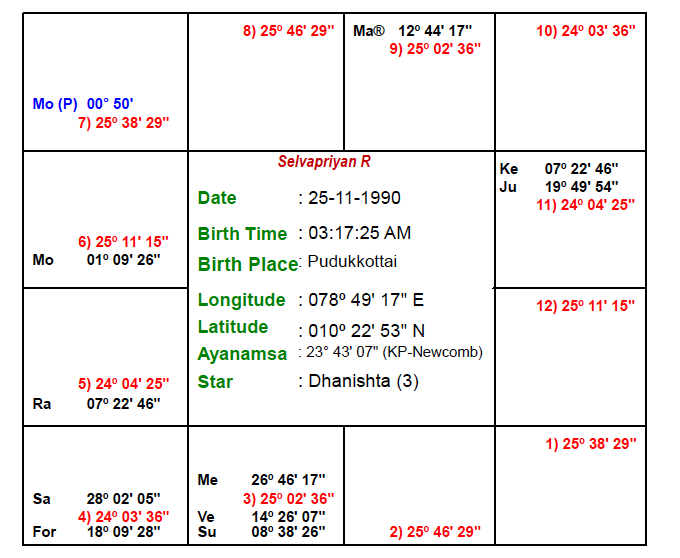 8) 25º 46' 29"
Ma® 12º 44' 17"
9) 25º 02' 36"
10) 24º 03' 36"
Mo (P) 00° 50'
7) 25º 38' 29"
Selvapriyan R
Date : 25-11-1990
Birth Time : 03:17:25 AM
Birth Place : Pudukkottai
Longitude : 078º 49' 17" E
Latitude : 010º 22' 53" N
Ayanamsa : 23° 43' 07" (KP-Newcomb)
Star : Dhanishta (3)
Ke 07º 22' 46"
Ju 19º 49' 54"
11) 24º 04' 25"
6) 25º 11' 15"
Mo 01º 09' 26"
12) 25º 11' 15"
5) 24º 04' 25"
Ra 07º 22' 46"
Sa 28º 02' 05"
4) 24º 03' 36"
For 18º 09' 28"
Me 26º 46' 17"
3) 25º 02' 36"
Ve 14º 26' 07"
Su 08º 38' 26"
2) 25º 46' 29"
1) 25º 38' 29"